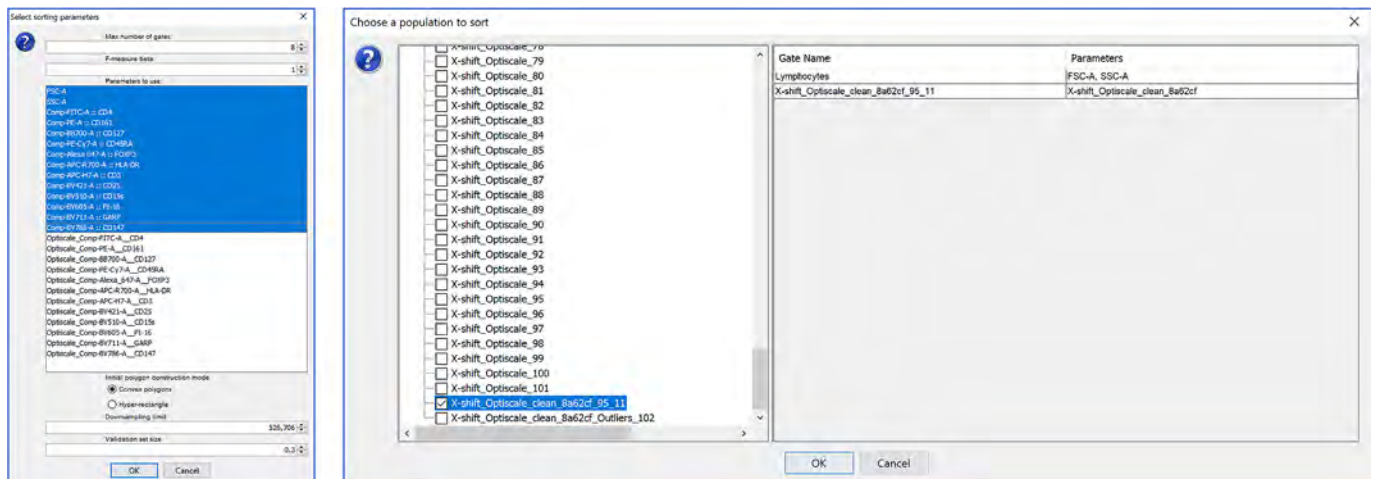 Select sorting parameters
Max number of gates:
8
F-measure beta:
1
Parameters to use:
FSC-A
SSC-A
Comp-FITC-A :: CD4
Comp-PE-A :: CD161
Comp-BB700-A :: CD127
Comp-PE-Cy7-A :: CD45RA
Comp-Alexa 647-A :: FOXP3
Comp-APC-R700-A :: HLA-DR
Comp-APC-H7-A :: CD3
Comp-BV421-A :: CD25
Comp-BV510-A :: CD15s
Comp-BV605-A :: PI-16
Comp-BV711-A :: GARP
Comp-BV786-A :: CD147
Optiscale_Comp-FITC-A__CD4
Optiscale_Comp-PE-A__CD161
Optiscale_Comp-BB700-A__CD127
Optiscale_Comp-PE-Cy7-A__CD45RA
Optiscale_Comp-Alexa_647-A__FOXP3
Optiscale_Comp-APC-R700-A__HLA-DR
Optiscale_Comp-APC-H7-A__CD3
Optiscale_Comp-BV421-A__CD25
Optiscale_Comp-BV510-A__CD15s
Optiscale_Comp-BV605-A__PI-16
Optiscale_Comp-BV711-A__GARP
Optiscale_Comp-BV786-A__CD147
Initial polygon construction mode
Convex polygons
Hyper-rectangle
Downsampling limit
526,706
Validation set size
0.3
OK Cancel
Choose a population to sort
X-shift_Optiscale_78
X-shift_Optiscale_79
X-shift_Optiscale_80
X-shift_Optiscale_81
X-shift_Optiscale_82
X-shift_Optiscale_83
X-shift_Optiscale_84
X-shift_Optiscale_85
X-shift_Optiscale_86
X-shift_Optiscale_87
X-shift_Optiscale_88
X-shift_Optiscale_89
X-shift_Optiscale_90
X-shift_Optiscale_91
X-shift_Optiscale_92
X-shift_Optiscale_93
X-shift_Optiscale_94
X-shift_Optiscale_95
X-shift_Optiscale_96
X-shift_Optiscale_97
X-shift_Optiscale_98
X-shift_Optiscale_99
X-shift_Optiscale_100
X-shift_Optiscale_101
X-shift_Optiscale_clean_8a62cf_95_11
X-shift_Optiscale_clean_8a62cf_Outliers_102
Gate Name Parameters
Lymphocytes FSC-A, SSC-A
X-shift_Optiscale_clean_8a62cf_95_11 X-shift_Optiscale_clean_8a62cf
OK Cancel